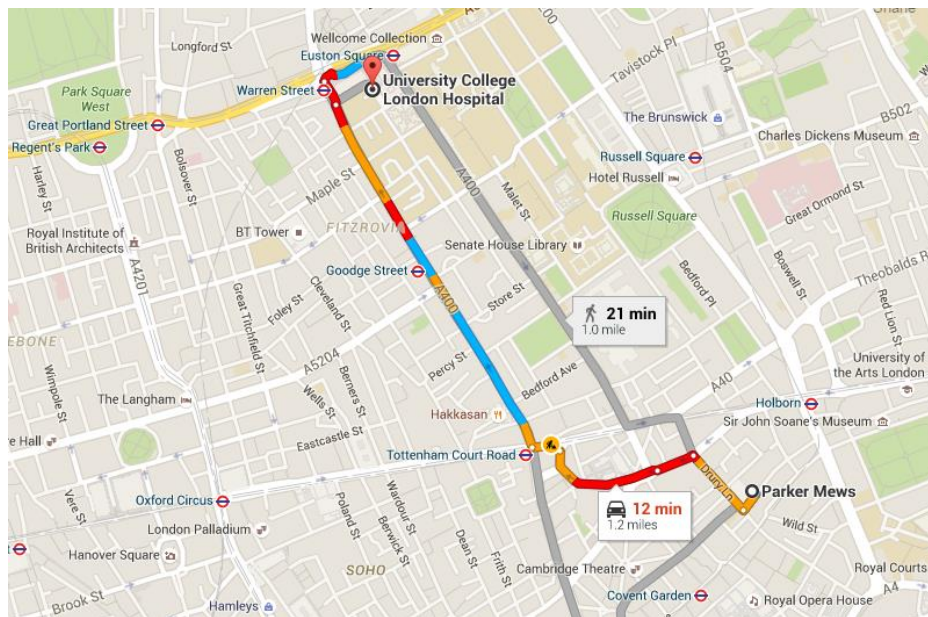 Longford St
Wellcome Collection
Euston Square
A
A5200
Shane
Park Square
West
Warren Street
University College
London Hospital
Tavistock Pl
B504
B502
Great Portland Street
Regent's Park
The Brunswick
Charles Dickens Museum
Bolsover St
Harley St
Maple St
A400
Malet St
Russell Square
Hotel Russell
Great Ormond St
Royal Institute of
British Architects
BT Tower
FITZROVIA
Russell Square
Senate House Library
A4201
Goodge Street
A400
Bedford Pl
Boswell St
Theobalds R
Great Titchfield St
Foley St
Cleveland St
Store St
Red Lion St
21 min
1.0 mile
EBONE
A5204
Percy St
Bedford Ave
A40
University of
the Arts London
Wimpole St
Berners St
Wells St
The Langham
Hakkasan
Holborn
Sir John Soane's Museum
re Hall
Eastcastle St
Tottenham Court Road
Drury Ln
Parker Mews
Vere St
Oxford Circus
Poland St
Wardour St
Berwick St
12 min
1.2 miles
Wild St
London Palladium
Dean St
Frith St
Hanover Square
SOHO
Cambridge Theatre
Royal Courts
Brook St
Hamleys
Covent Garden
Royal Opera House
A4